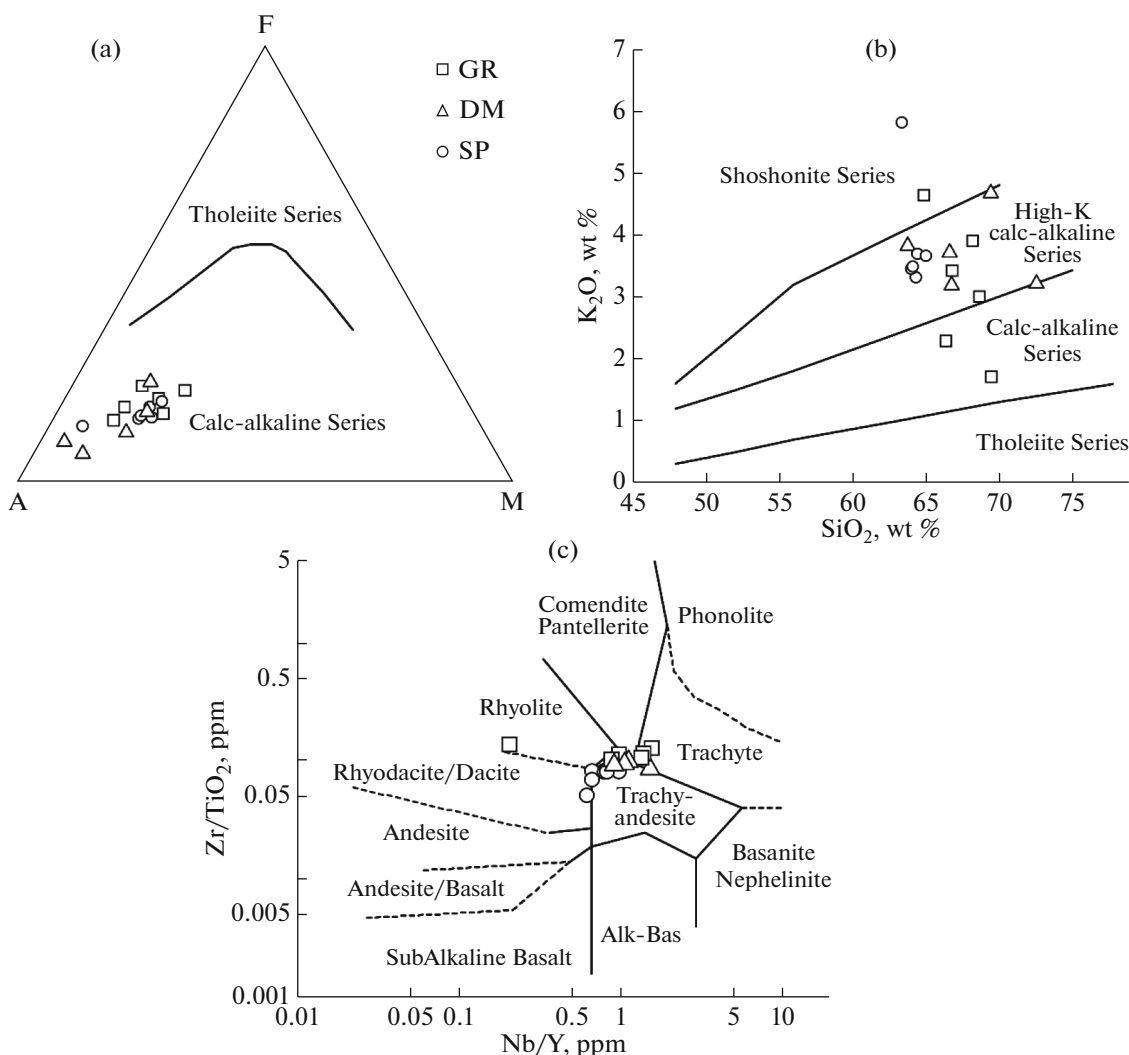 (a)
F
GR
DM
SP
Tholeiite Series
Calc-alkaline Series
A
M
(b)
7
6
5
4
3
2
1
0
K2O, wt %
Shoshonite Series
High-K
calc-alkaline
Series
Calc-alkaline
Series
Tholeiite Series
45
50
55
60
65
70
75
SiO2, wt %
(c)
5
0.5
0.05
0.005
0.001
Zr/TiO2, ppm
Comendite
Pantellerite
Phonolite
Rhyolite
Trachyte
Rhyodacite/Dacite
Trachy-
andesite
Andesite
Basanite
Nephelinite
Andesite/Basalt
Alk-Bas
SubAlkaline Basalt
0.01
0.05
0.1
0.5
1
5
10
Nb/Y, ppm